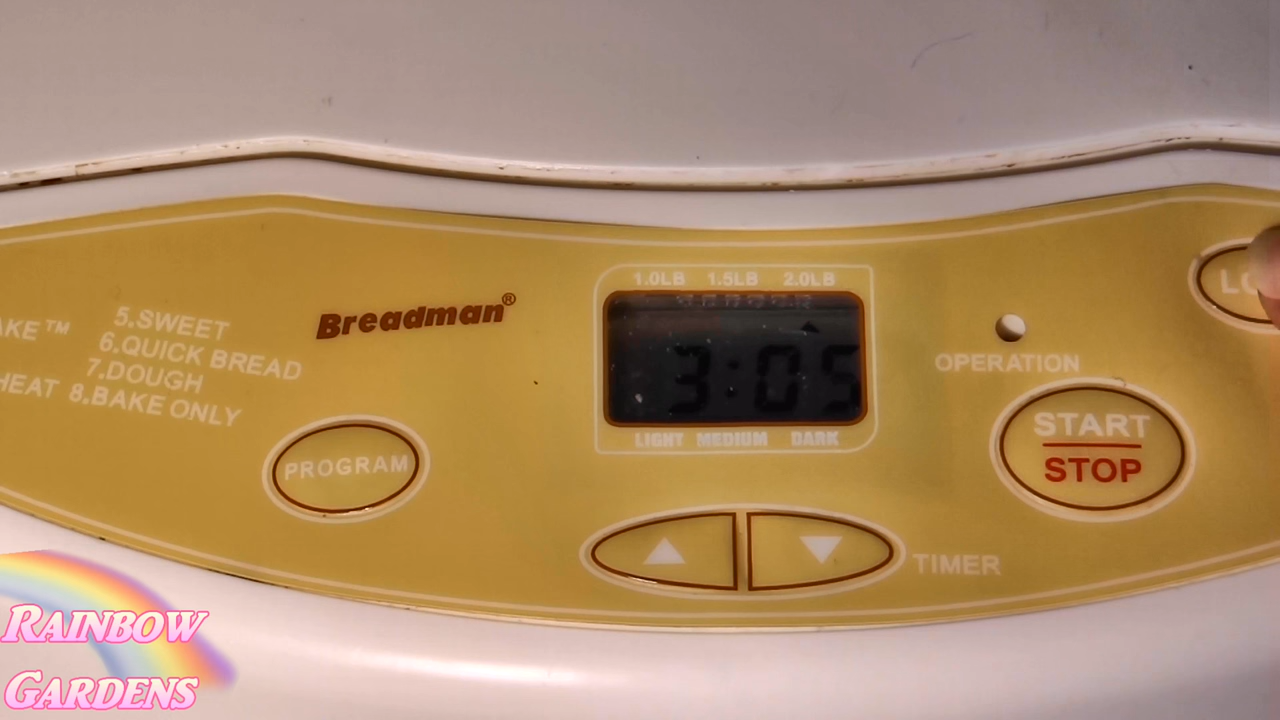 1.0LB 1.5LB 2.0LB
Breadman®
AKE™ 5.SWEET
6.QUICK BREAD
7.DOUGH
HEAT 8.BAKE ONLY
3:05
LIGHT MEDIUM DARK
OPERATION
START
STOP
PROGRAM
TIMER
LO
RAINBOW
GARDENS